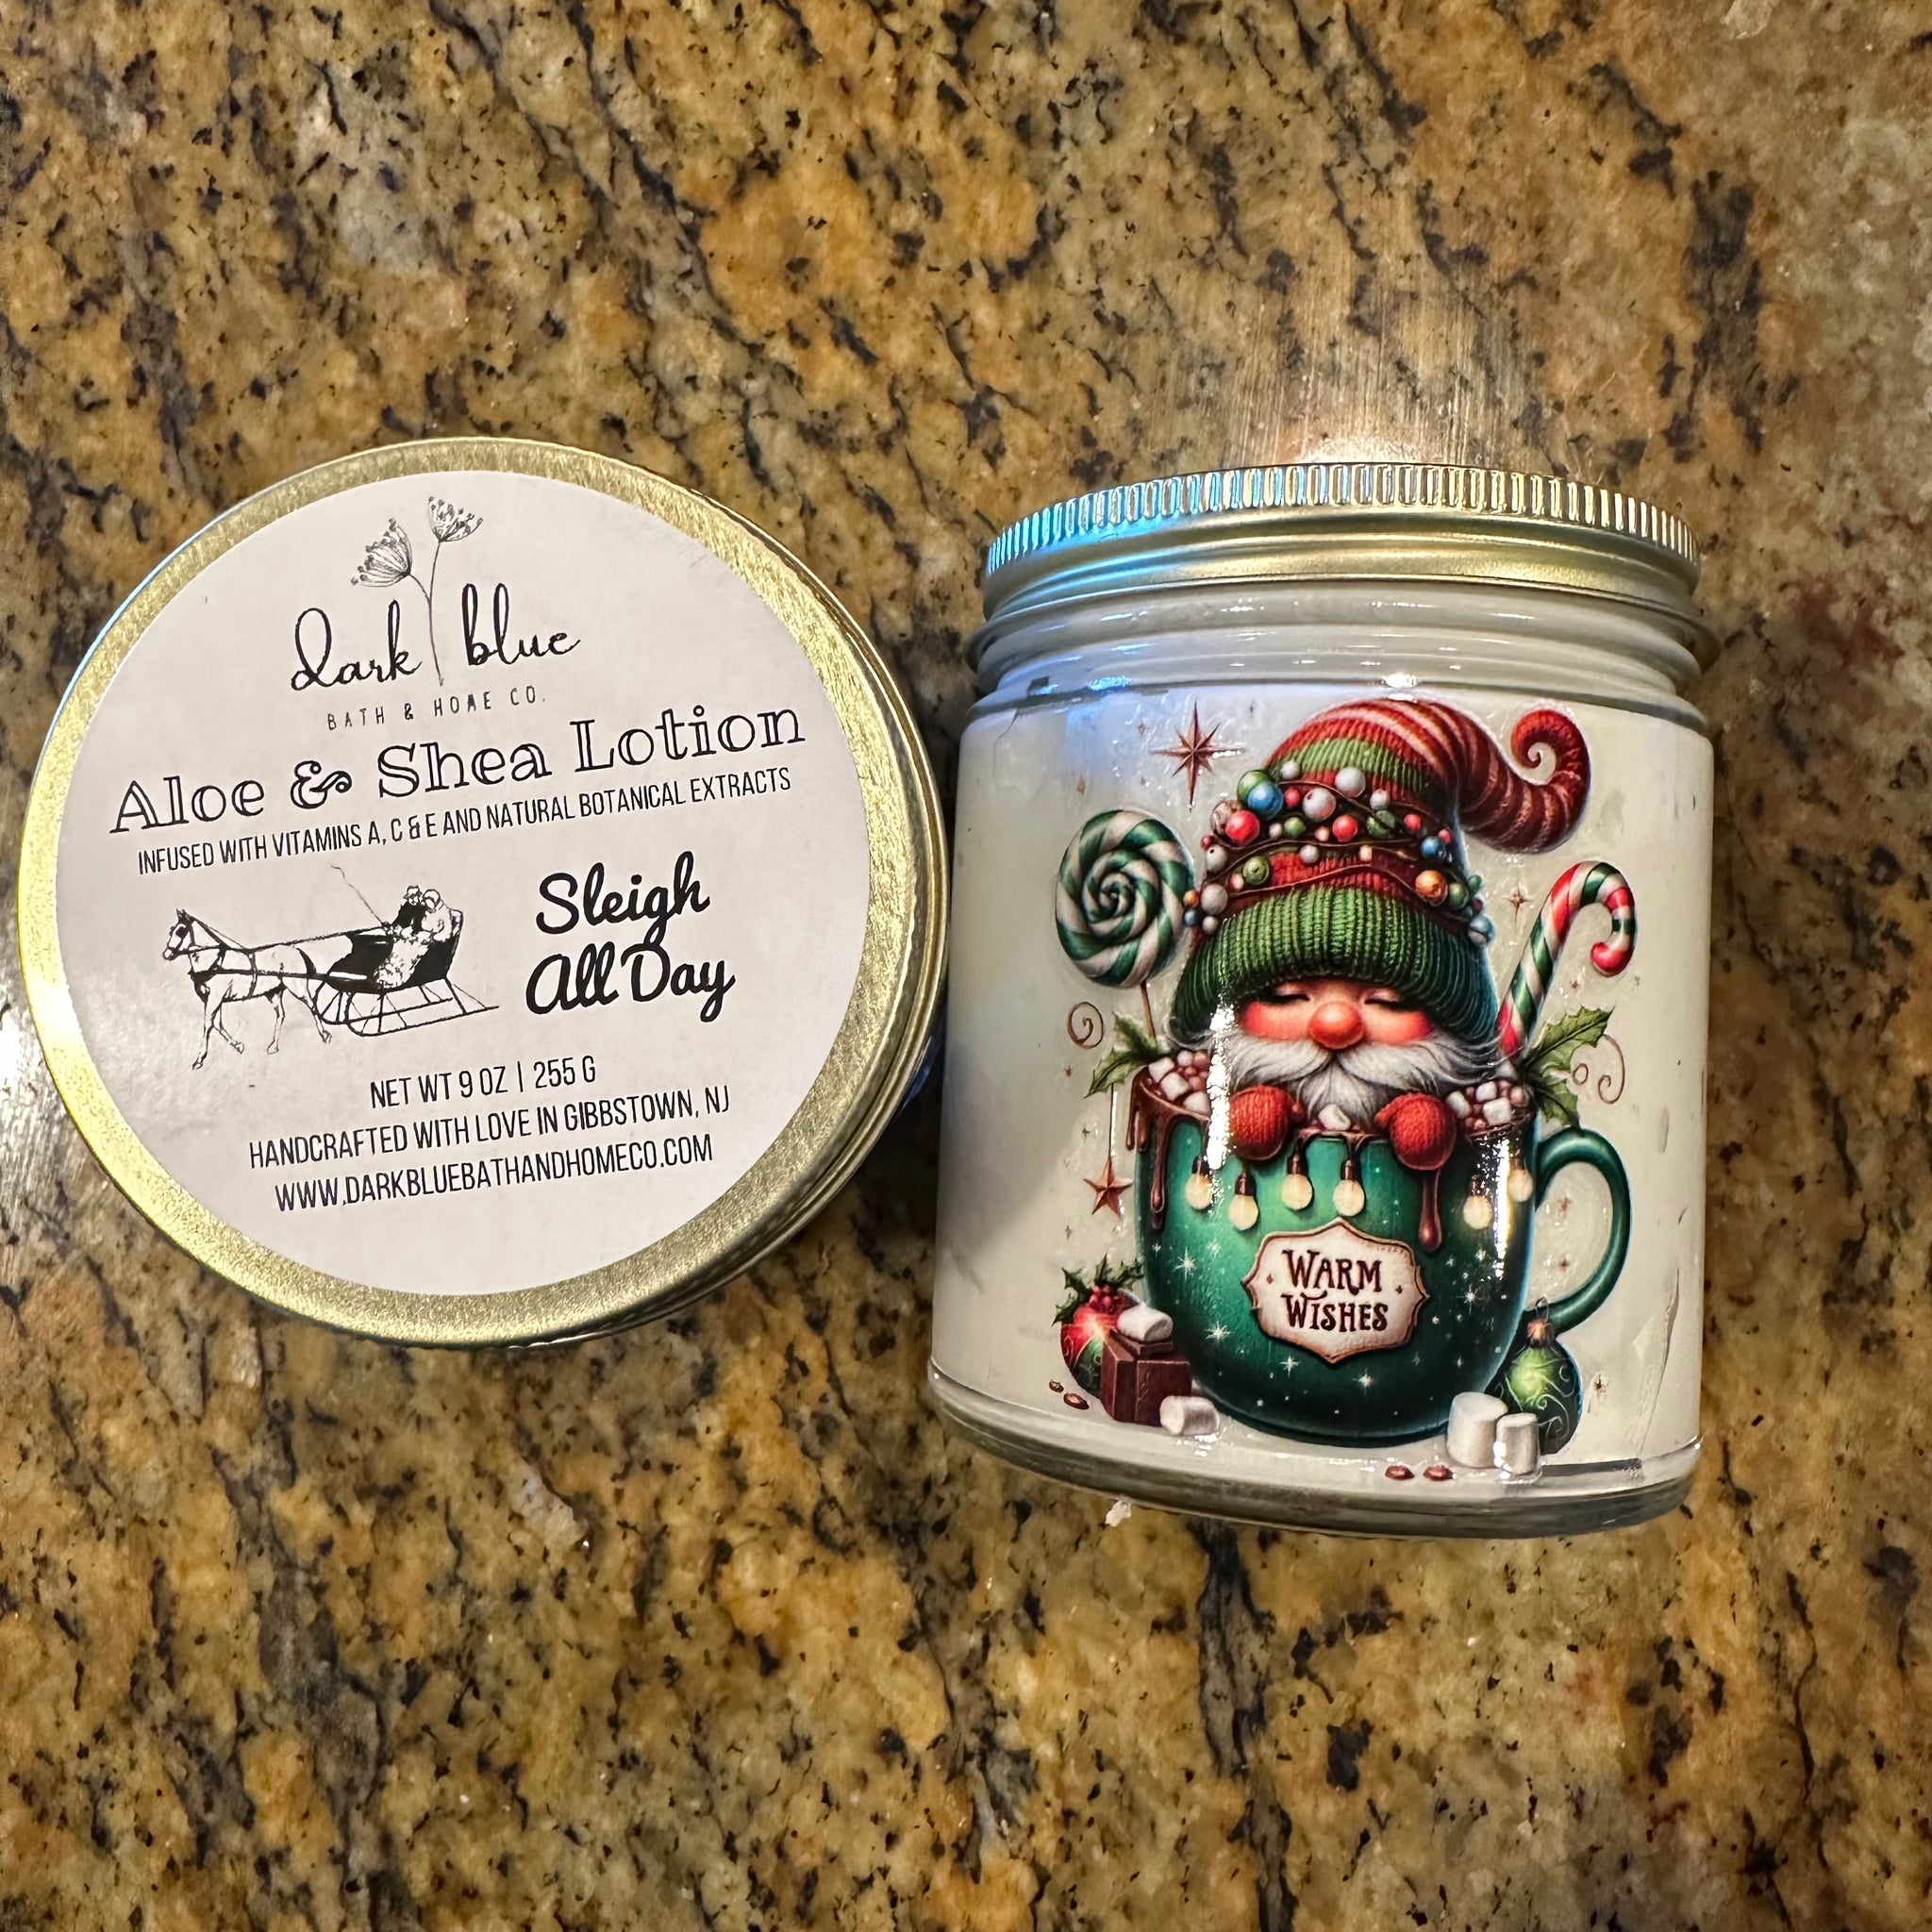 dark blue
BATH & HOME CO.
Aloe & Shea Lotion
INFUSED WITH VITAMINS A, C & E AND NATURAL BOTANICAL EXTRACTS
Sleigh
All Day
NET WT 9 OZ | 255 G
HANDCRAFTED WITH LOVE IN GIBBSTOWN, NJ
WWW.DARKBLUEBATHANDHOMECO.COM
WARM
WISHES